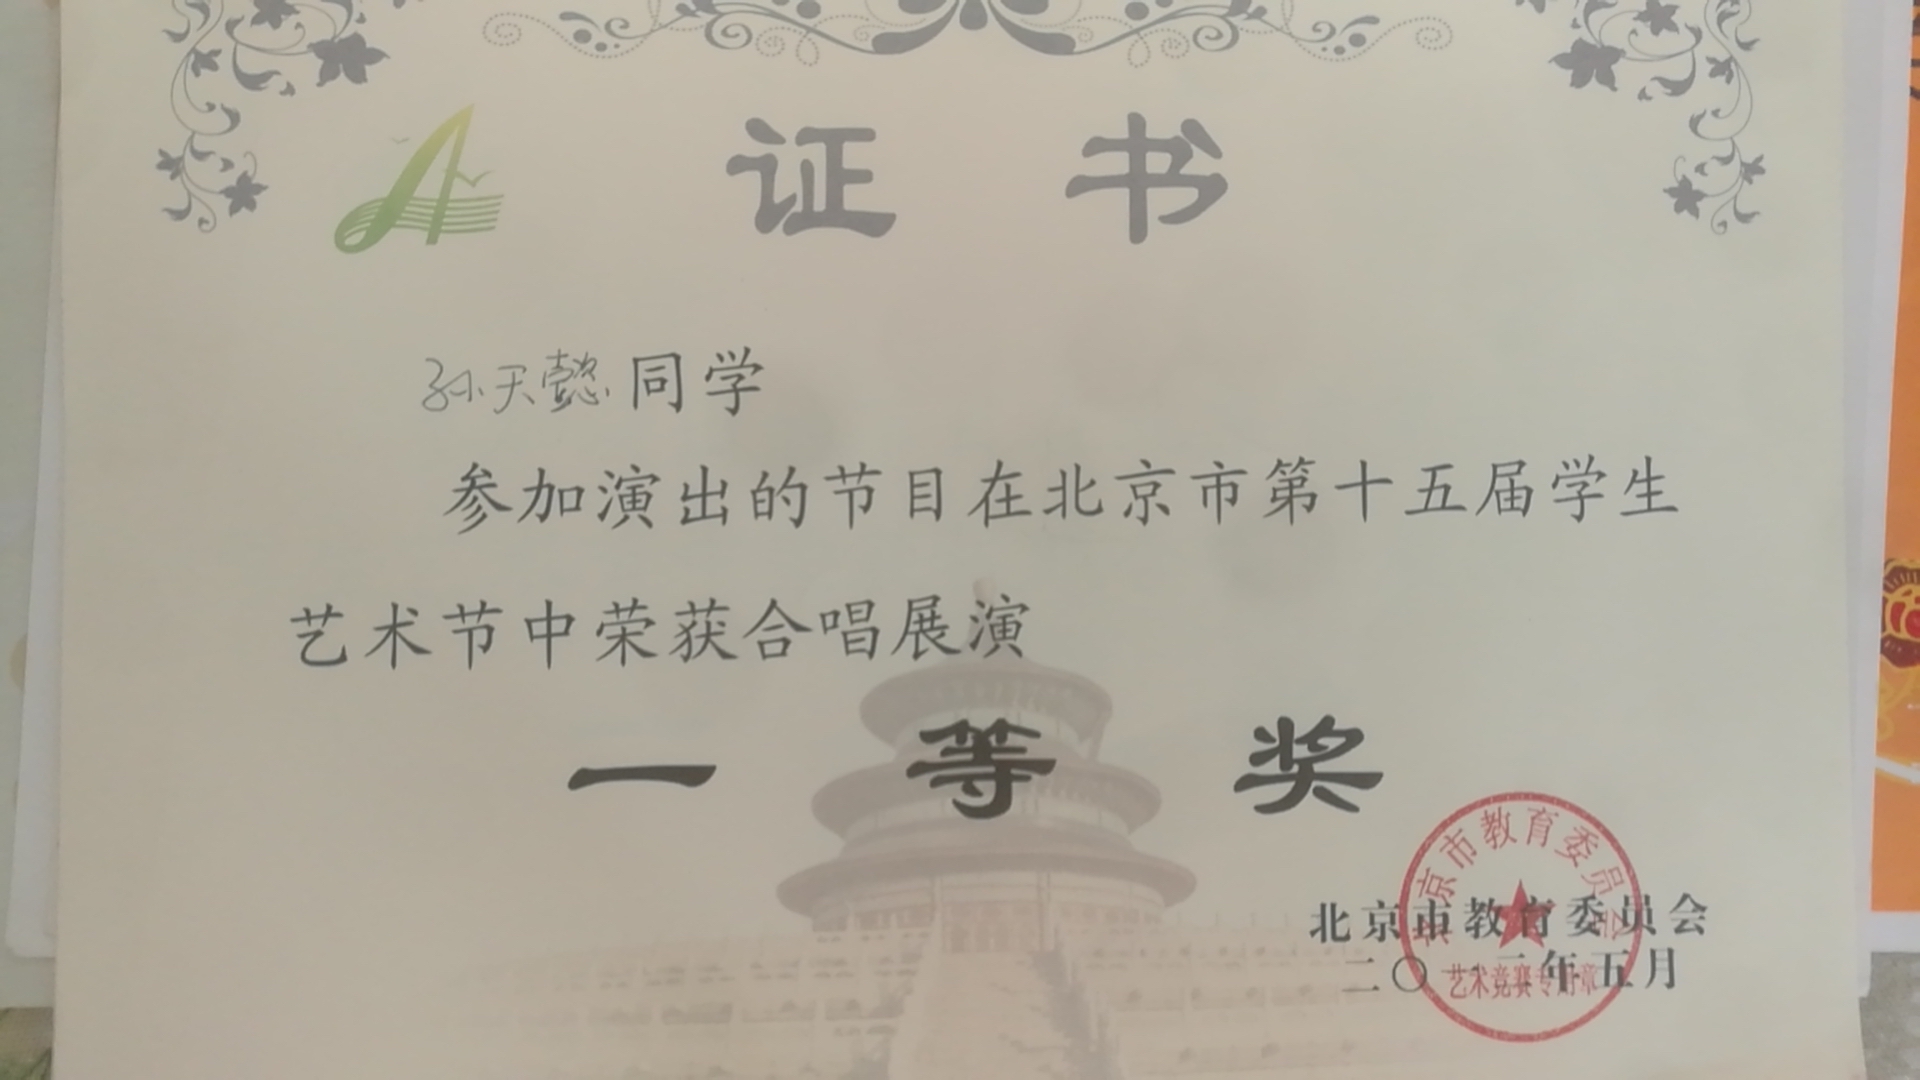 证书
孙天懿同学
参加演出的节目在北京市第十五届学生
艺术节中荣获合唱展演
一等奖
北京市教育委员会
二〇一二年五月
北京市教育委员会
艺术竞赛专用章